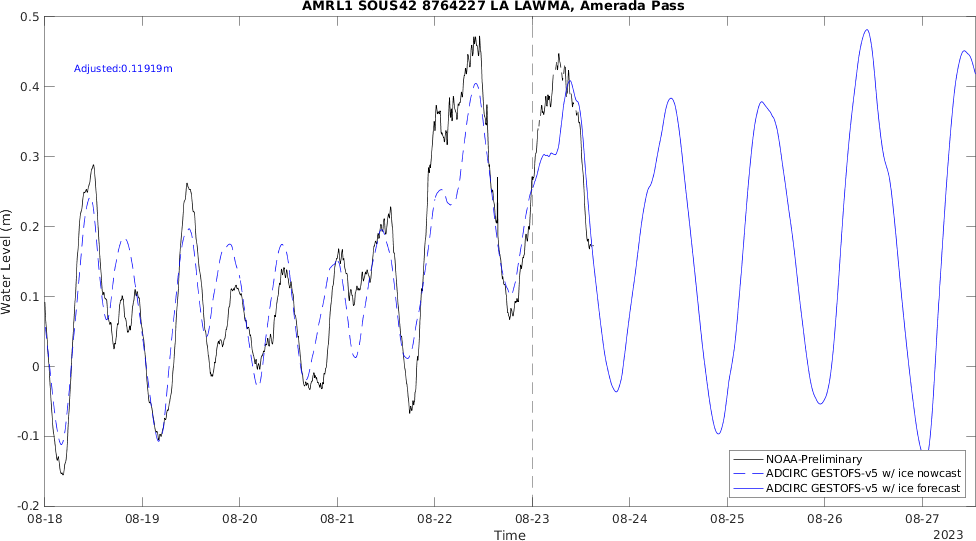 AMRL1 SOUS42 8764227 LA LAWMA, Amerada Pass
0.5
Adjusted:0.11919m
0.4
0.3
0.2
0.1
0
-0.1
-0.2
Water Level (m)
NOAA-Preliminary
ADCIRC GESTOFS-v5 w/ ice nowcast
ADCIRC GESTOFS-v5 w/ ice forecast
08-18 08-19 08-20 08-21 08-22 08-23 08-24 08-25 08-26 08-27
Time
2023